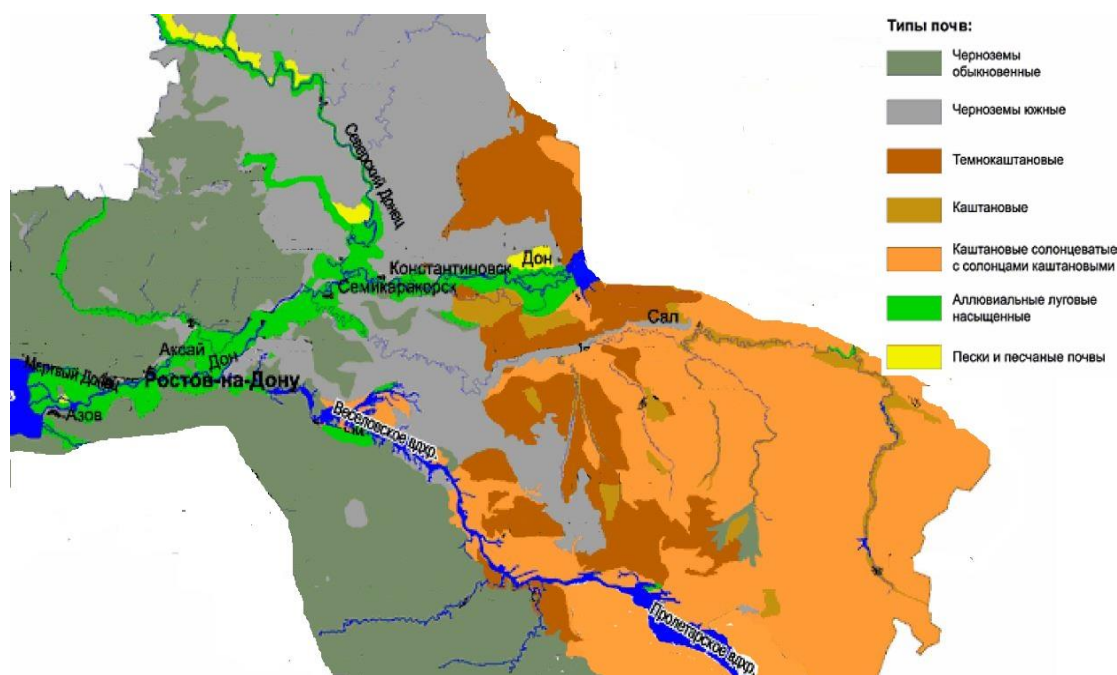 Типы почв:
Черноземы
обыкновенные
Черноземы южные
Темнокаштановые
Каштановые
Каштановые солонцеватые
с солонцами каштановыми
Аллювиальные луговые
насыщенные
Пески и песчаные почвы
Северский Донец
Дон
Константиновск
Семикаракорск
Сал
Аксай
Дон
Мертвый Донец
Ростов-на-Дону
Азов
Веселовское вдхр.
Пролетарское вдхр.